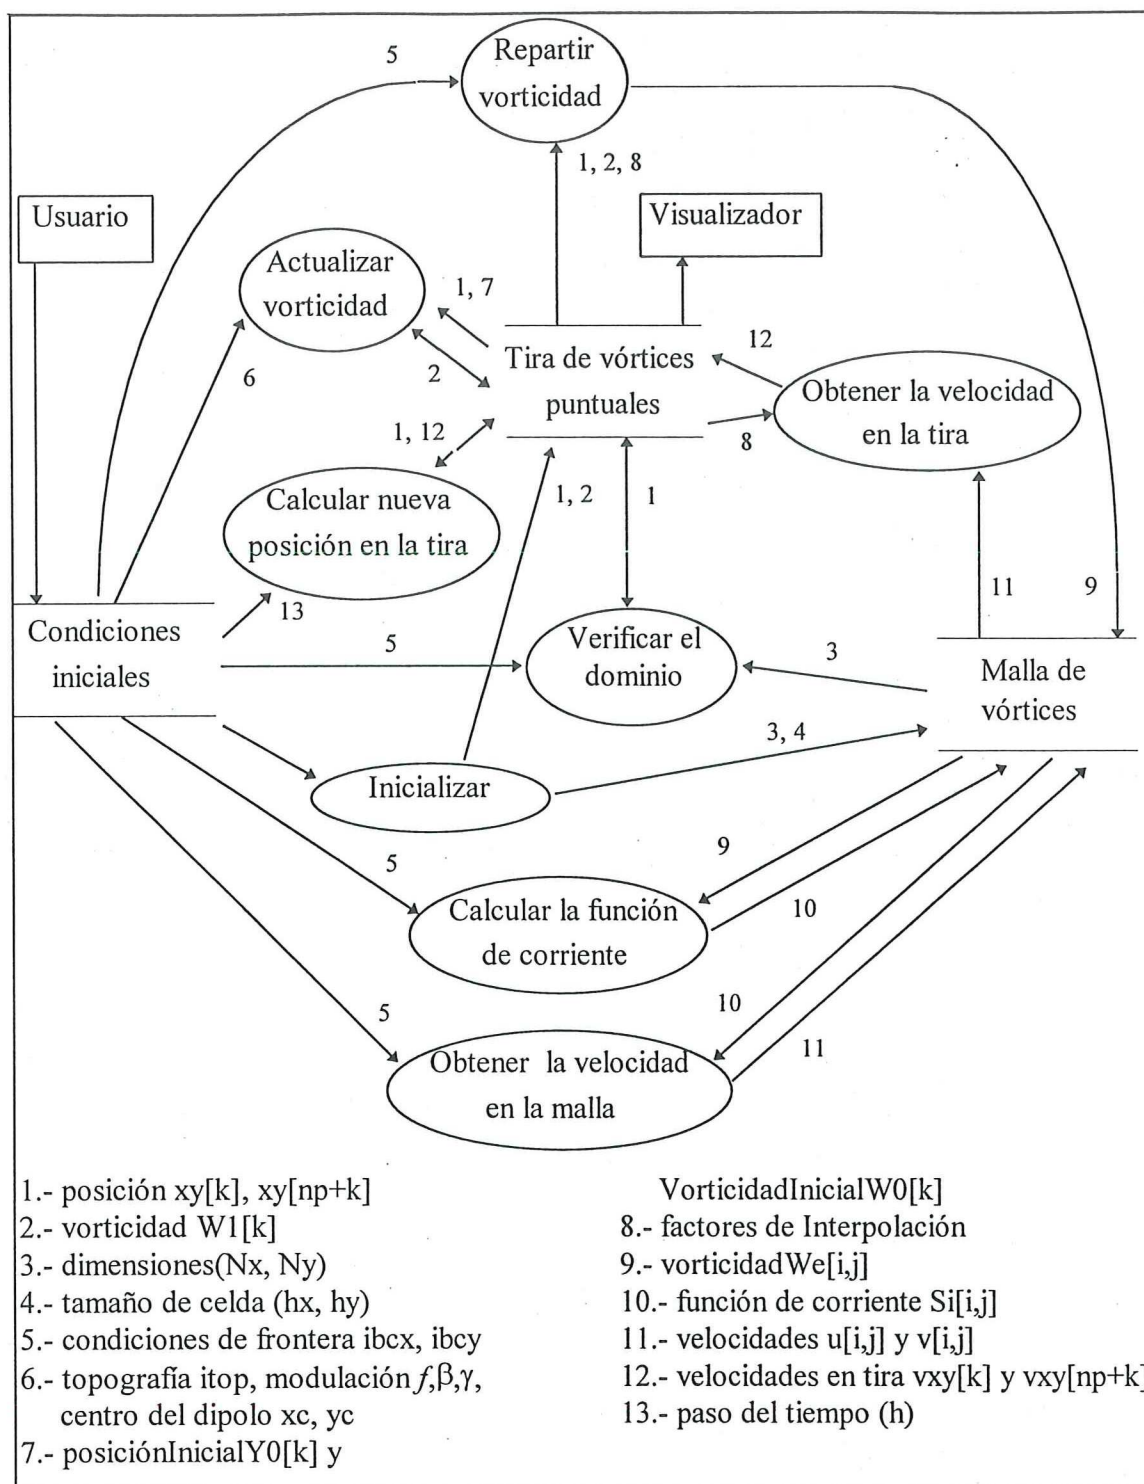 5
Repartir
vorticidad
1, 2, 8
Usuario
Visualizador
Actualizar
vorticidad
1, 7
12
6
2
Tira de vórtices
puntuales
Obtener la velocidad
en la tira
1, 12
8
Calcular nueva
posición en la tira
1, 2
1
13
11
9
Condiciones
iniciales
5
Verificar el
dominio
3
Malla de
vórtices
3, 4
Inicializar
5
9
Calcular la función
de corriente
10
5
10
Obtener la velocidad
en la malla
11
1.- posición xy[k], xy[np+k]
2.- vorticidad W1[k]
3.- dimensiones(Nx, Ny)
4.- tamaño de celda (hx, hy)
5.- condiciones de frontera ibcx, ibcy
6.- topografía itop, modulación f,β,γ,
centro del dipolo xc, yc
7.- posiciónInicialY0[k] y
VorticidadInicialW0[k]
8.- factores de Interpolación
9.- vorticidadWe[i,j]
10.- función de corriente Si[i,j]
11.- velocidades u[i,j] y v[i,j]
12.- velocidades en tira vxy[k] y vxy[np+k]
13.- paso del tiempo (h)